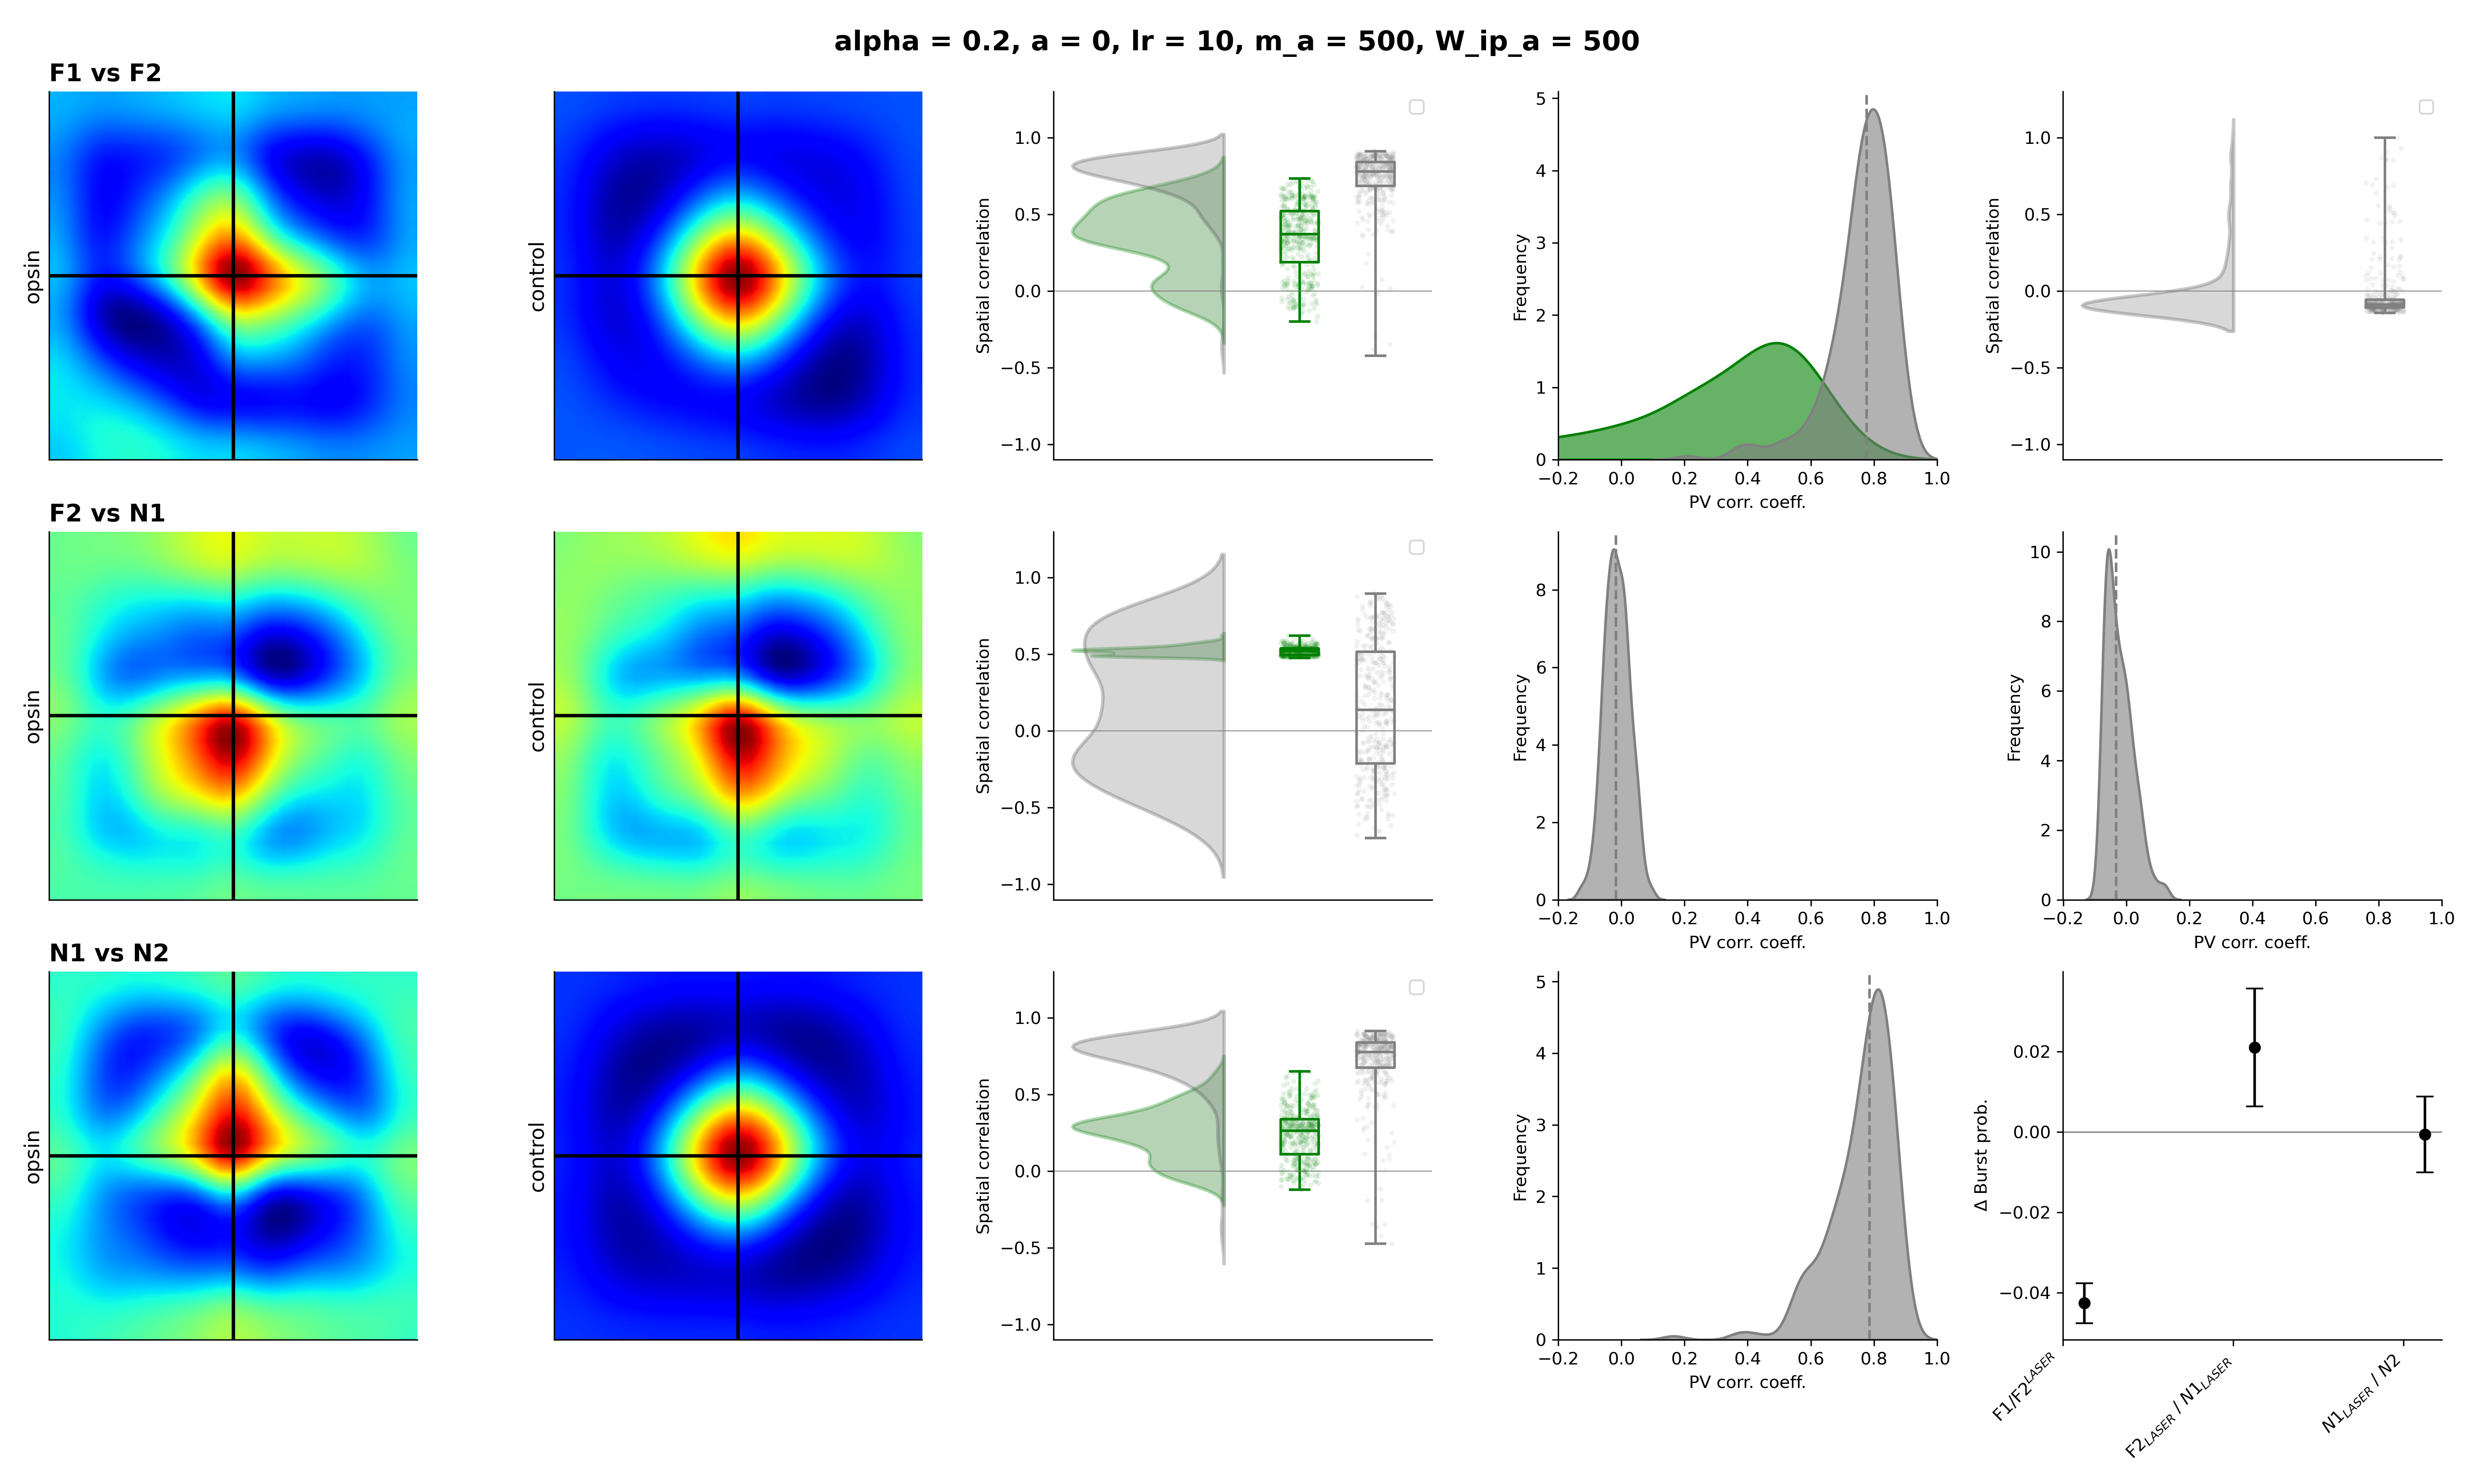 alpha = 0.2, a = 0, lr = 10, m_a = 500, W_ip_a = 500
F1 vs F2
opsin
control
Spatial correlation
1.0
0.5
0.0
−0.5
−1.0
Frequency
5
4
3
2
1
0
−0.2 0.0 0.2 0.4 0.6 0.8 1.0
PV corr. coeff.
Spatial correlation
1.0
0.5
0.0
−0.5
−1.0
F2 vs N1
opsin
control
Spatial correlation
1.0
0.5
0.0
−0.5
−1.0
Frequency
8
6
4
2
0
−0.2 0.0 0.2 0.4 0.6 0.8 1.0
PV corr. coeff.
Frequency
10
8
6
4
2
0
−0.2 0.0 0.2 0.4 0.6 0.8 1.0
PV corr. coeff.
N1 vs N2
opsin
control
Spatial correlation
1.0
0.5
0.0
−0.5
−1.0
Frequency
5
4
3
2
1
0
−0.2 0.0 0.2 0.4 0.6 0.8 1.0
PV corr. coeff.
Δ Burst prob.
0.02
0.00
−0.02
−0.04
F1/F2^LASER
F2_LASER / N1_LASER
N1_LASER / N2